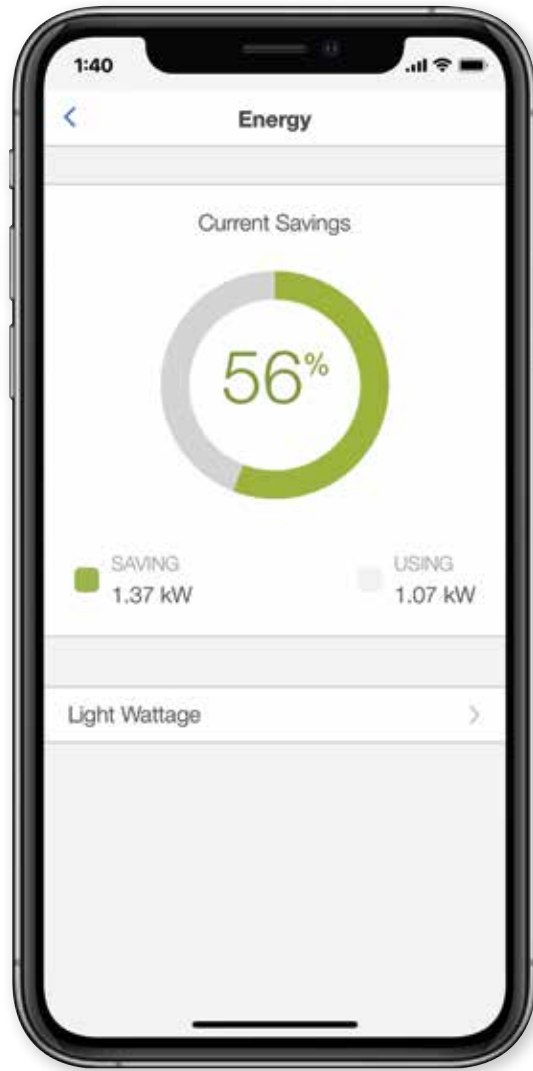 1:40
Energy
Current Savings
56%
SAVING
1.37 kW
USING
1.07 kW
Light Wattage